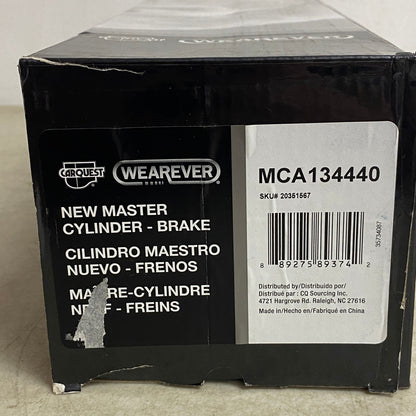 WEAREVER
CARQUEST
WEAREVER
NEW MASTER
CYLINDER - BRAKE
CILINDRO MAESTRO
NUEVO - FRENOS
-CYLINDRE
- FREINS
MCA134440
SKU# 20351567
35734087
8 89275 89374 2
Distributed by/Distribuido por/
Distribué par : CQ Sourcing Inc.
4721 Hargrove Rd. Raleigh, NC 27616
Made in/Hecho en/Fabriqué en China